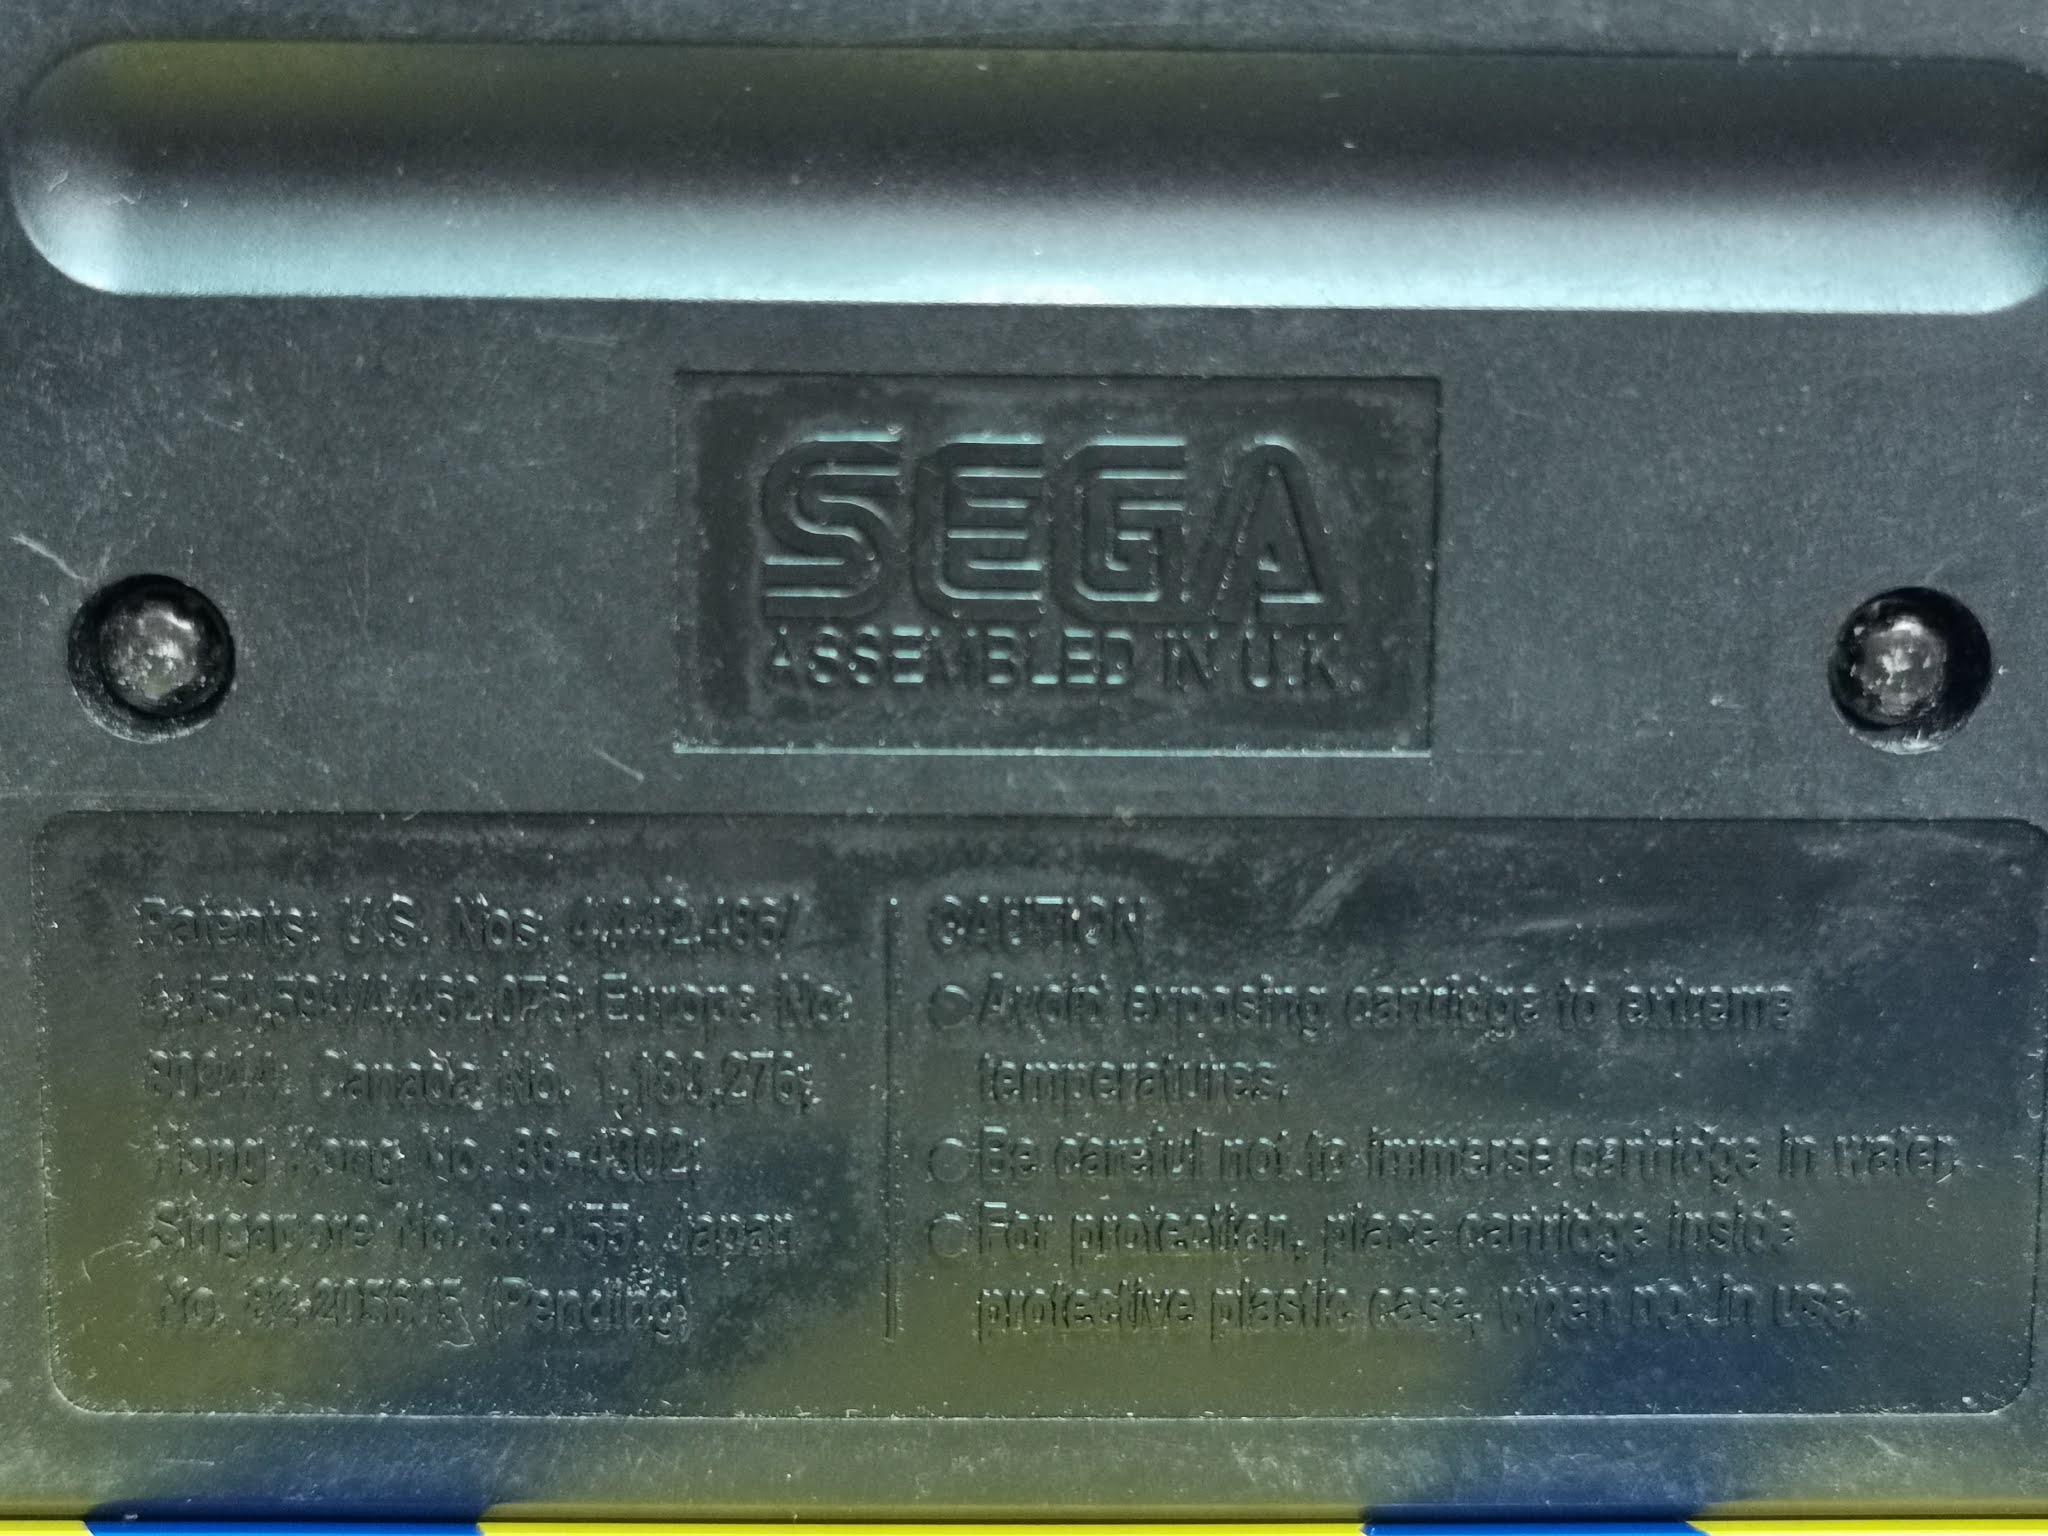 SEGA
ASSEMBLED IN U.K.
Patents: U.S. Nos. 4,442,486/
4,454,594/4,462,076; Europe No.
80244; Canada No. 1,183,276;
Hong Kong No. 88-4302;
Singapore No. 88-155; Japan
No. 82-205605 (Pending)
CAUTION
Avoid exposing cartridge to extreme
temperatures.
Be careful not to immerse cartridge in water.
For protection, place cartridge inside
protective plastic case, when not in use.